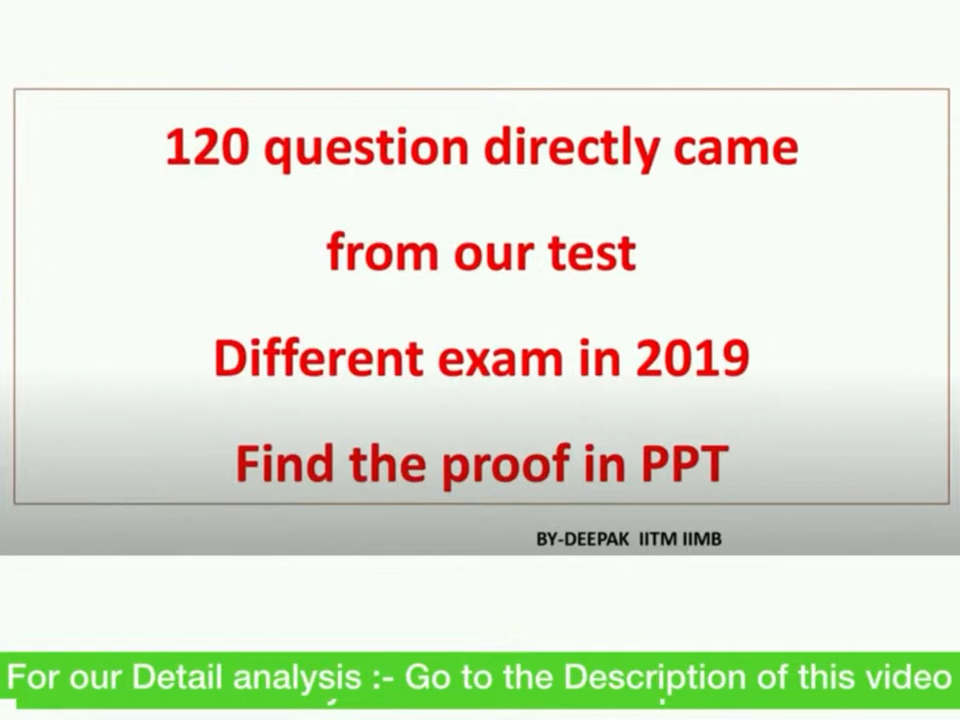 120 question directly came
from our test
Different exam in 2019
Find the proof in PPT
BY-DEEPAK IITM IIMB
For our Detail analysis :- Go to the Description of this video